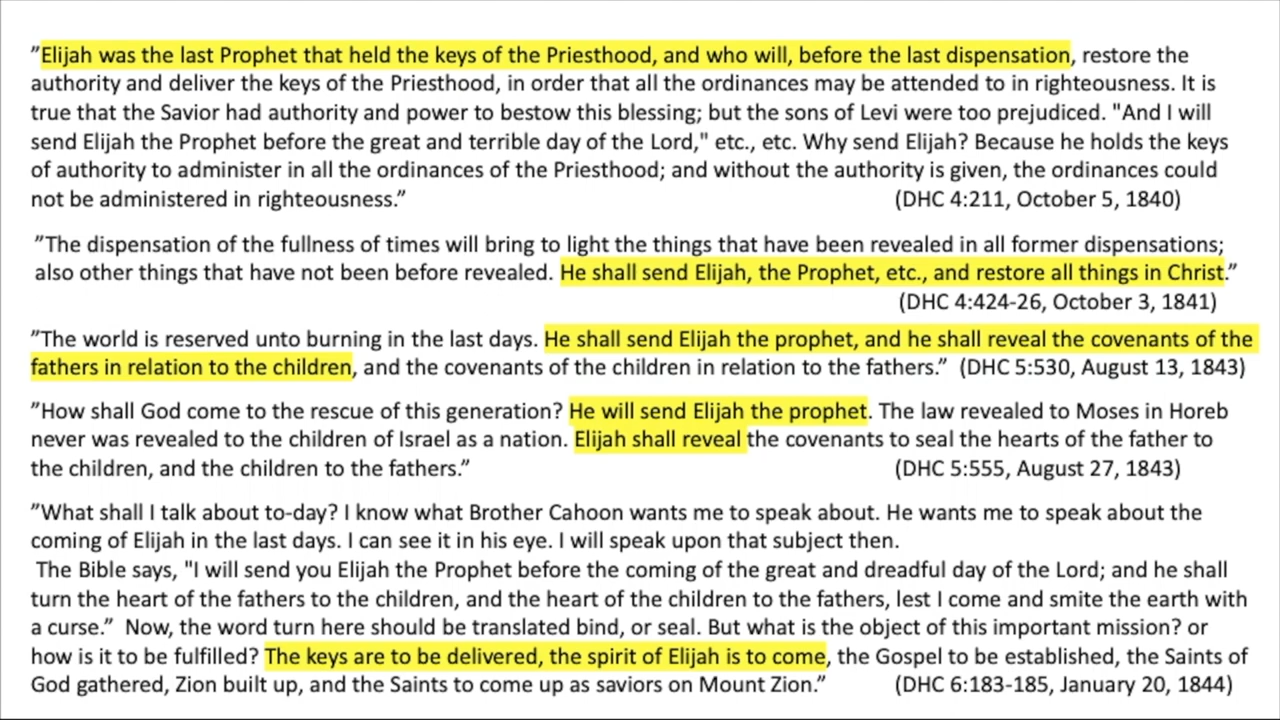 ”Elijah was the last Prophet that held the keys of the Priesthood, and who will, before the last dispensation, restore the
authority and deliver the keys of the Priesthood, in order that all the ordinances may be attended to in righteousness. It is
true that the Savior had authority and power to bestow this blessing; but the sons of Levi were too prejudiced. "And I will
send Elijah the Prophet before the great and terrible day of the Lord," etc., etc. Why send Elijah? Because he holds the keys
of authority to administer in all the ordinances of the Priesthood; and without the authority is given, the ordinances could
not be administered in righteousness.” (DHC 4:211, October 5, 1840)
”The dispensation of the fullness of times will bring to light the things that have been revealed in all former dispensations;
also other things that have not been before revealed. He shall send Elijah, the Prophet, etc., and restore all things in Christ.”
(DHC 4:424-26, October 3, 1841)
”The world is reserved unto burning in the last days. He shall send Elijah the prophet, and he shall reveal the covenants of the
fathers in relation to the children, and the covenants of the children in relation to the fathers.” (DHC 5:530, August 13, 1843)
”How shall God come to the rescue of this generation? He will send Elijah the prophet. The law revealed to Moses in Horeb
never was revealed to the children of Israel as a nation. Elijah shall reveal the covenants to seal the hearts of the father to
the children, and the children to the fathers.” (DHC 5:555, August 27, 1843)
”What shall I talk about to-day? I know what Brother Cahoon wants me to speak about. He wants me to speak about the
coming of Elijah in the last days. I can see it in his eye. I will speak upon that subject then.
The Bible says, "I will send you Elijah the Prophet before the coming of the great and dreadful day of the Lord; and he shall
turn the heart of the fathers to the children, and the heart of the children to the fathers, lest I come and smite the earth with
a curse.” Now, the word turn here should be translated bind, or seal. But what is the object of this important mission? or
how is it to be fulfilled? The keys are to be delivered, the spirit of Elijah is to come, the Gospel to be established, the Saints of
God gathered, Zion built up, and the Saints to come up as saviors on Mount Zion.” (DHC 6:183-185, January 20, 1844)